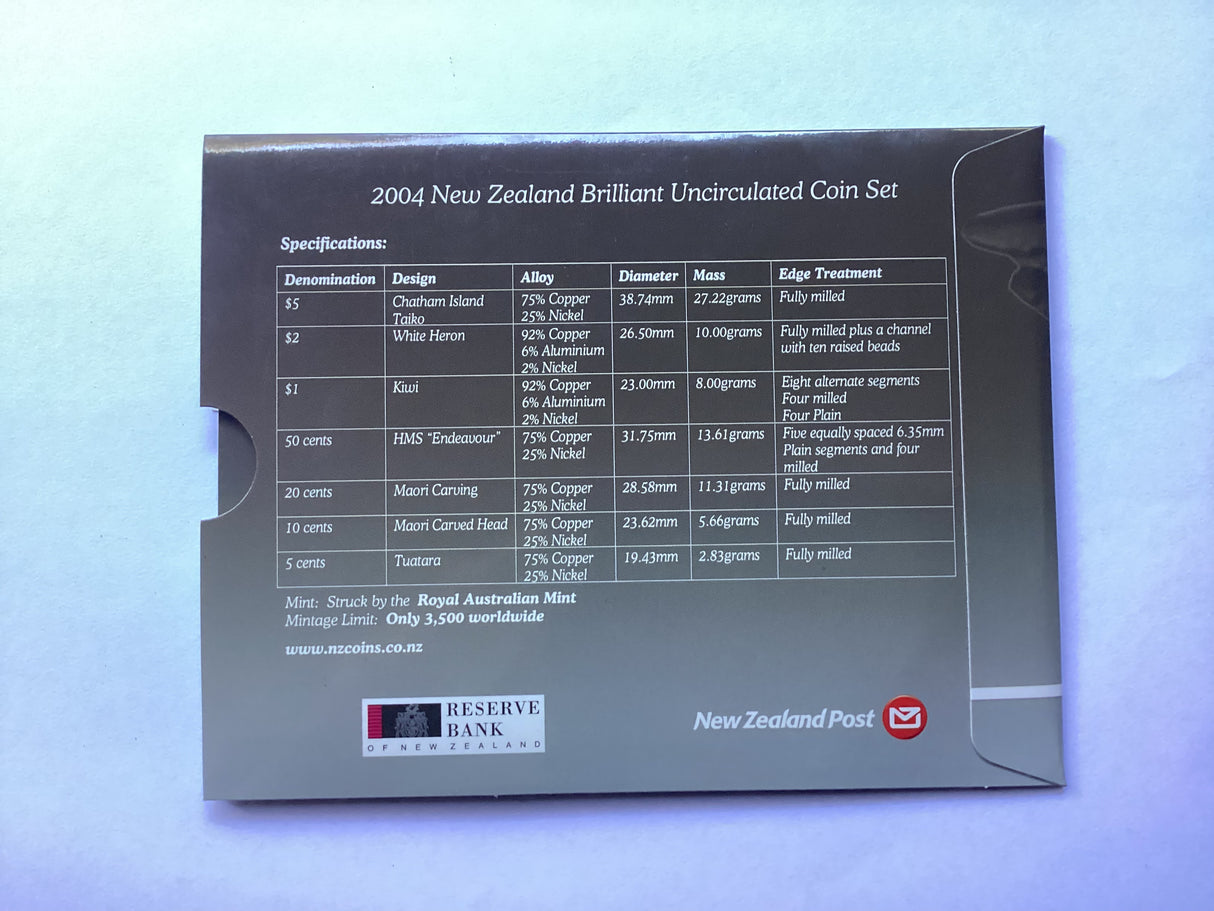 2004 New Zealand Brilliant Uncirculated Coin Set
Specifications:
Denomination Design Alloy Diameter Mass Edge Treatment
$5 Chatham Island 75% Copper 38.74mm 27.22grams Fully milled
Taiko 25% Nickel
$2 White Heron 92% Copper 26.50mm 10.00grams Fully milled plus a channel
6% Aluminium with ten raised beads
2% Nickel
$1 Kiwi 92% Copper 23.00mm 8.00grams Eight alternate segments
6% Aluminium Four milled
2% Nickel Four Plain
50 cents HMS "Endeavour" 75% Copper 31.75mm 13.61grams Five equally spaced 6.35mm
25% Nickel Plain segments and four
milled
20 cents Maori Carving 75% Copper 28.58mm 11.31grams Fully milled
25% Nickel
10 cents Maori Carved Head 75% Copper 23.62mm 5.66grams Fully milled
25% Nickel
5 cents Tuatara 75% Copper 19.43mm 2.83grams Fully milled
25% Nickel
Mint: Struck by the Royal Australian Mint
Mintage Limit: Only 3,500 worldwide
www.nzcoins.co.nz
RESERVE
BANK
OF NEW ZEALAND
New Zealand Post